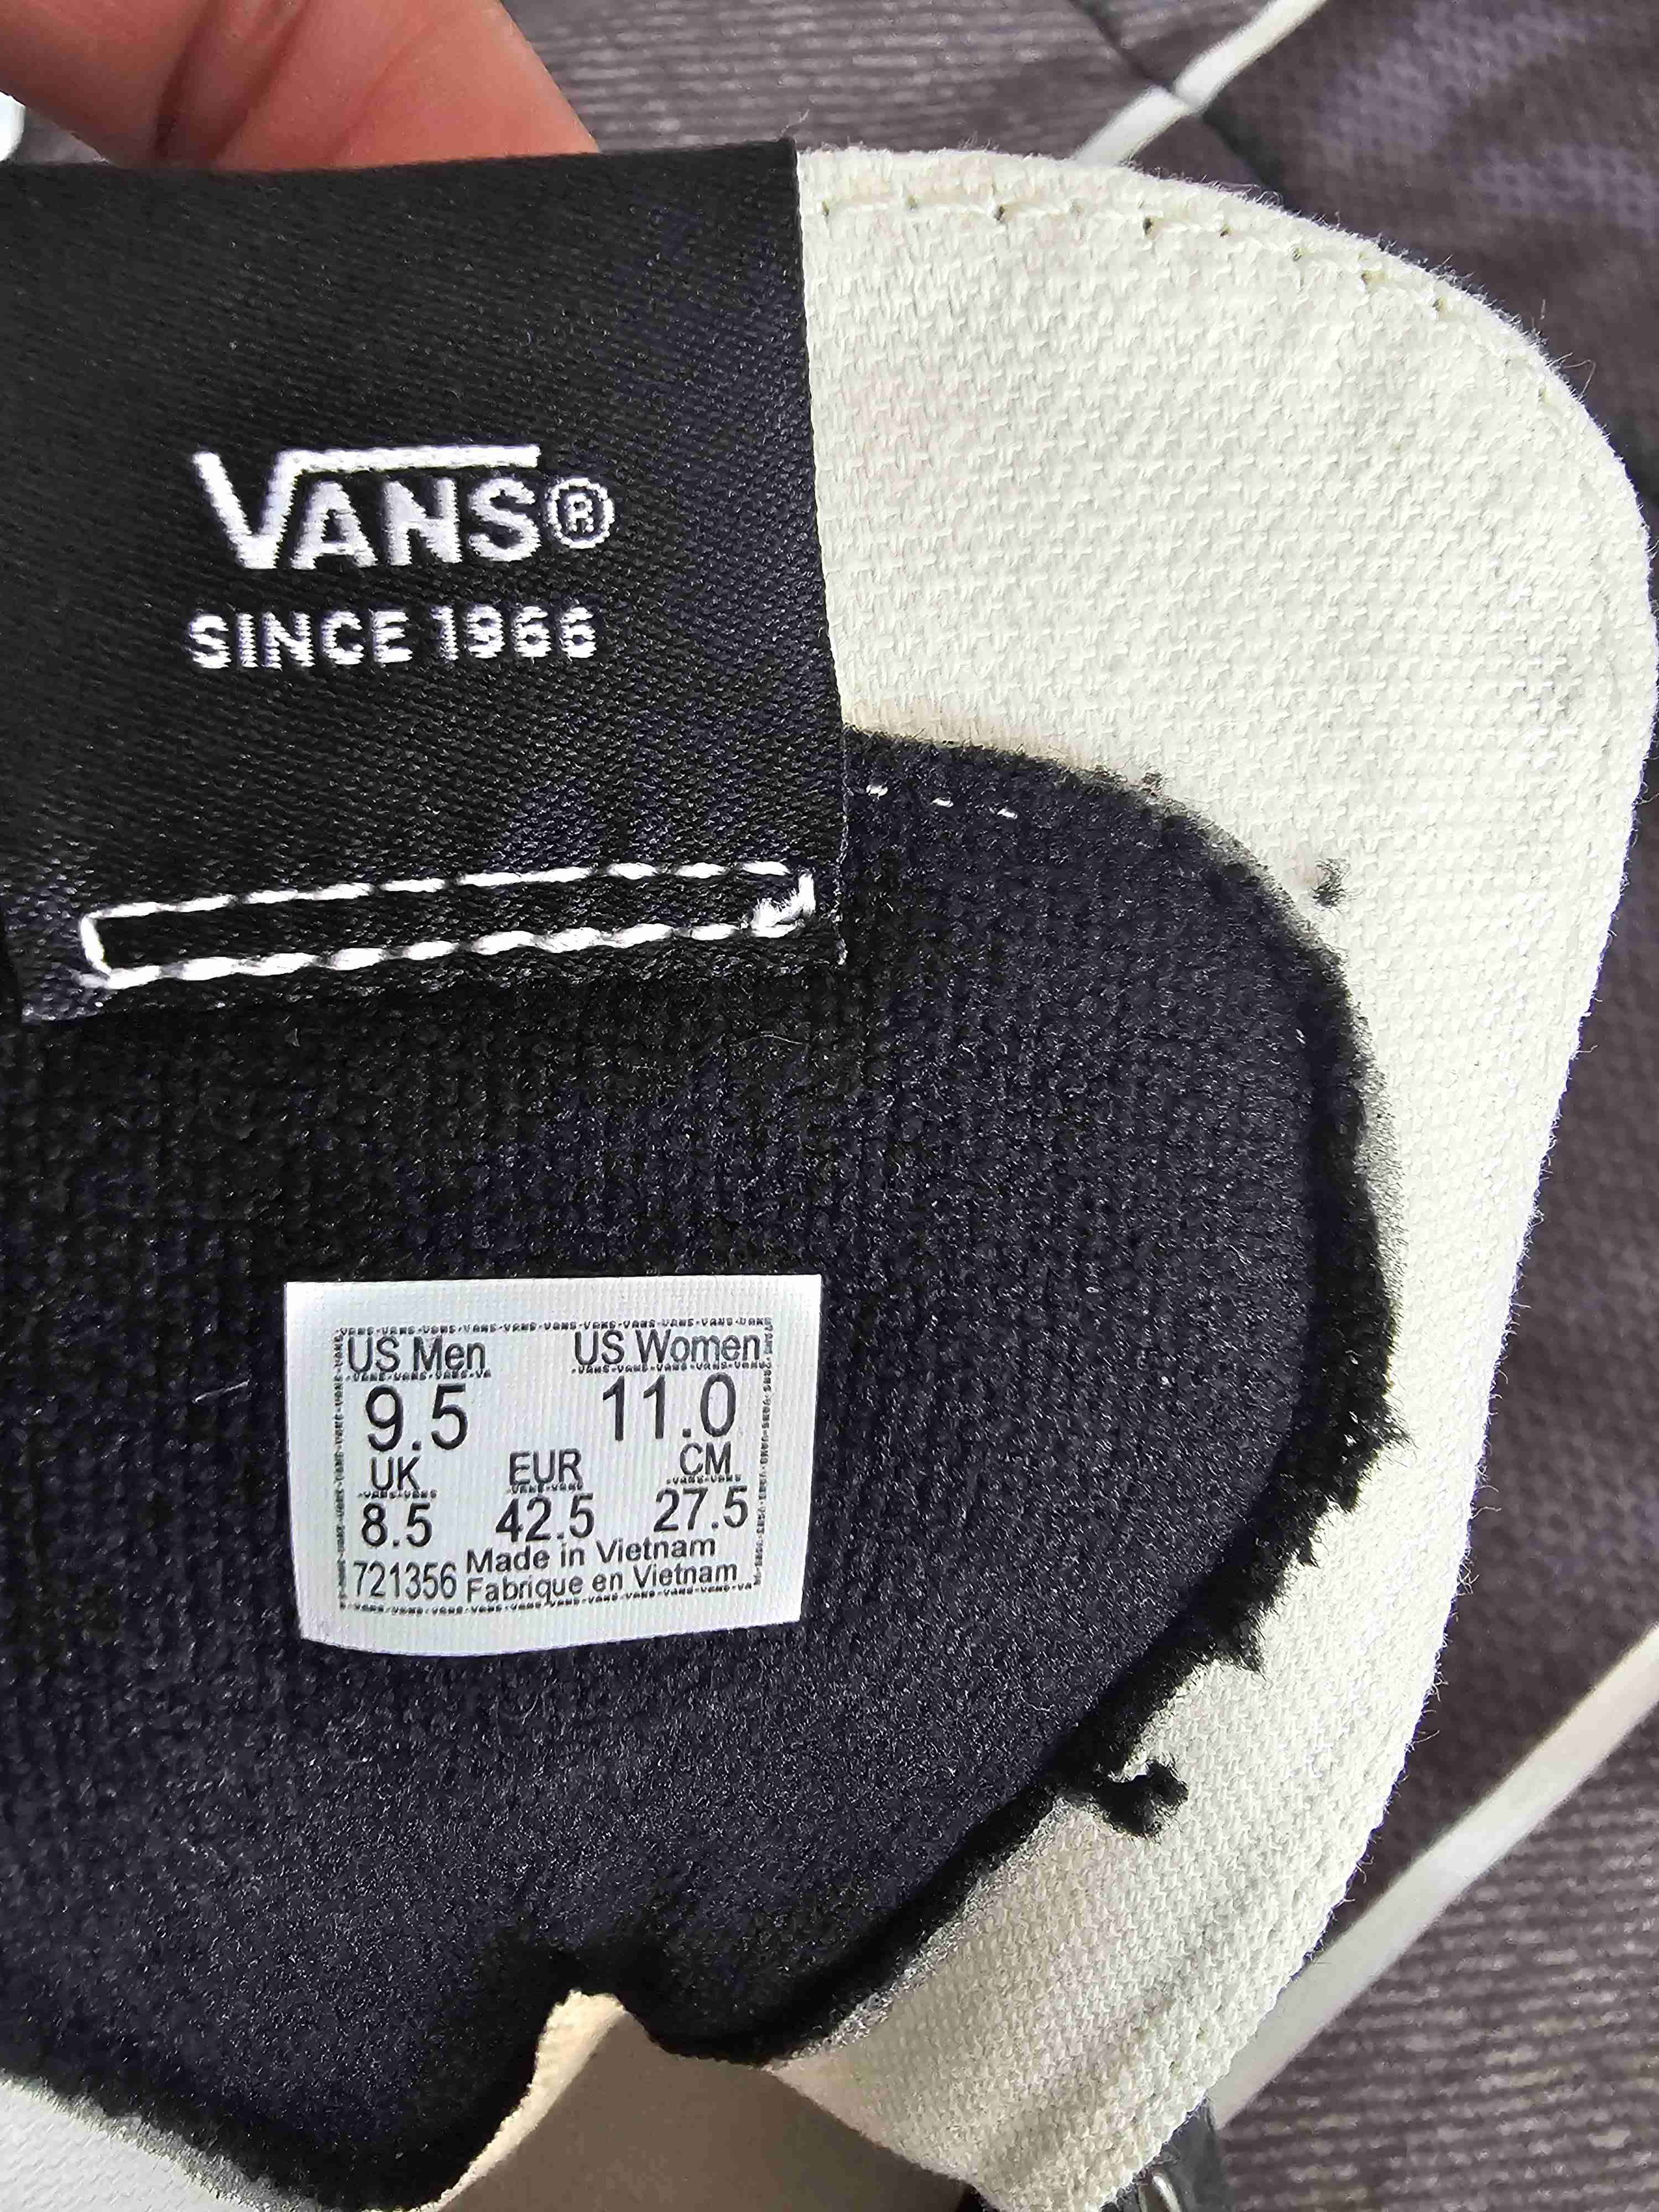 VANS®
SINCE 1966
US Men US Women
9.5 11.0
UK EUR CM
8.5 42.5 27.5
721356 Made in Vietnam
Fabrique en Vietnam